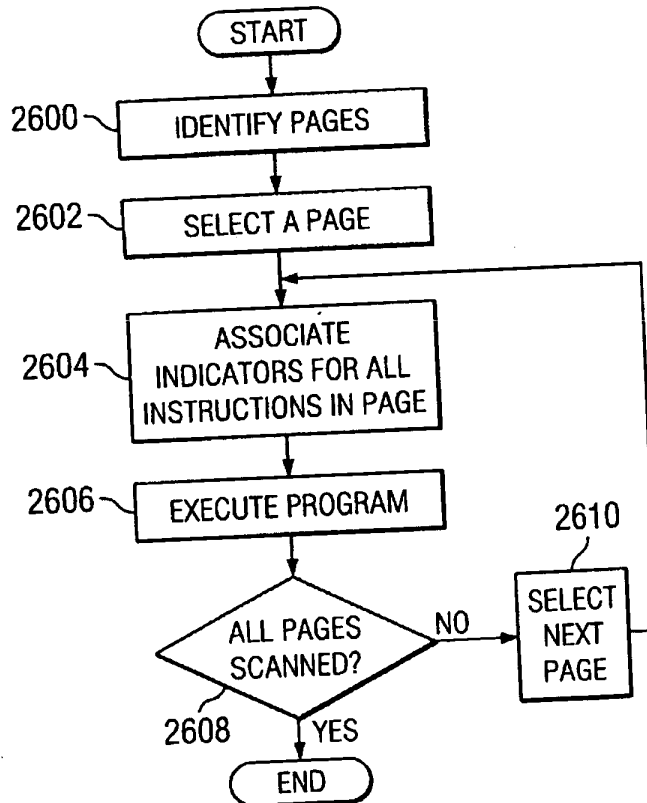 START
2600
IDENTIFY PAGES
2602
SELECT A PAGE
2604
ASSOCIATE
INDICATORS FOR ALL
INSTRUCTIONS IN PAGE
2606
EXECUTE PROGRAM
2610
SELECT
NEXT
PAGE
ALL PAGES
SCANNED?
NO
2608
YES
END